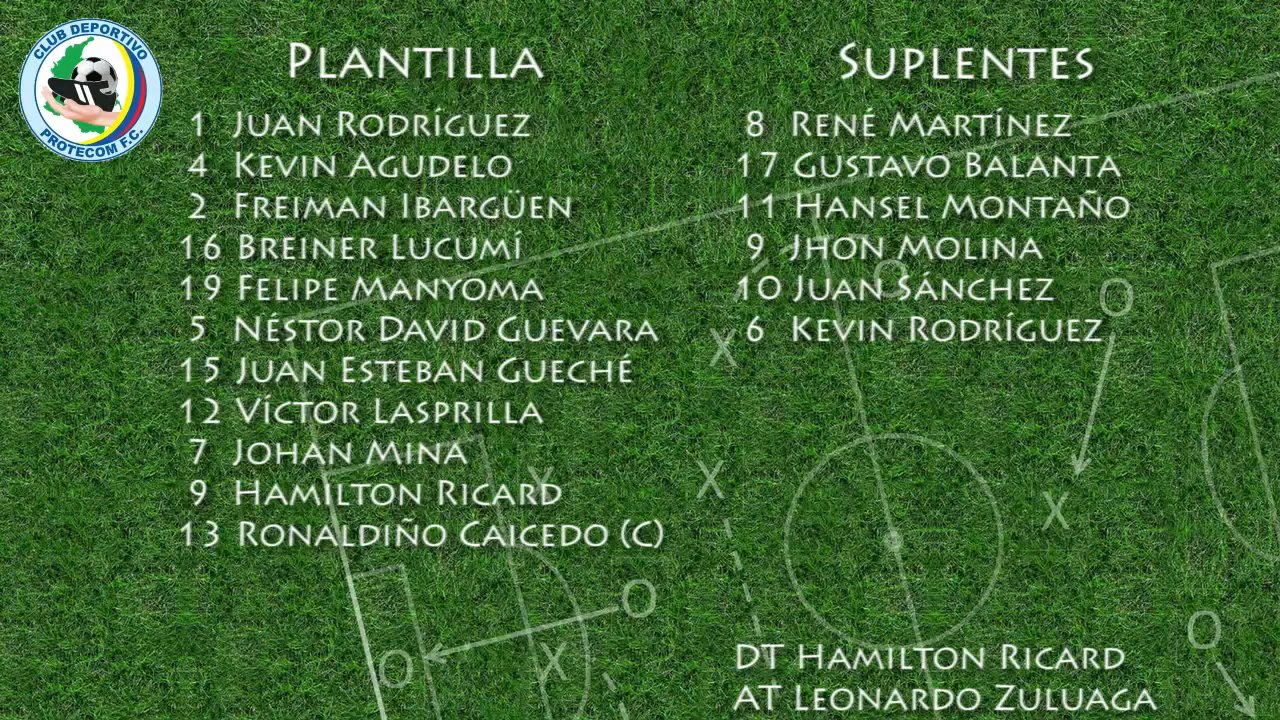 CLUB DEPORTIVO
PROTECOM F.C.
PLANTILLA
1 JUAN RODRÍGUEZ
4 KEVIN AGUDELO
2 FREIMAN IBARGÜEN
16 BREINER LUCUMÍ
19 FELIPE MANYOMA
5 NÉSTOR DAVID GUEVARA
15 JUAN ESTEBAN GUECHÉ
12 VÍCTOR LASPRILLA
7 JOHAN MINA
9 HAMILTON RICARD
13 RONALDIÑO CAICEDO (C)
SUPLENTES
8 RENÉ MARTÍNEZ
17 GUSTAVO BALANTA
11 HANSEL MONTAÑO
9 JHON MOLINA
10 JUAN SÁNCHEZ
6 KEVIN RODRÍGUEZ
DT HAMILTON RICARD
AT LEONARDO ZULUAGA